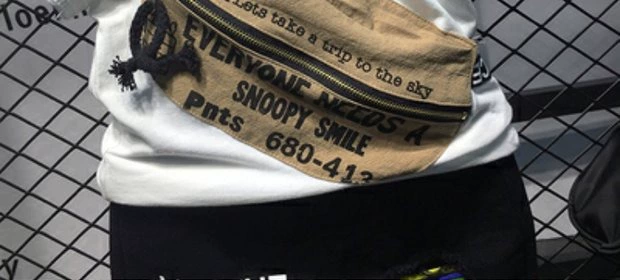 Lets take a trip to the sky
EVERYONE NEEDS A
SNOOPY SMILE
Pnts 680-413